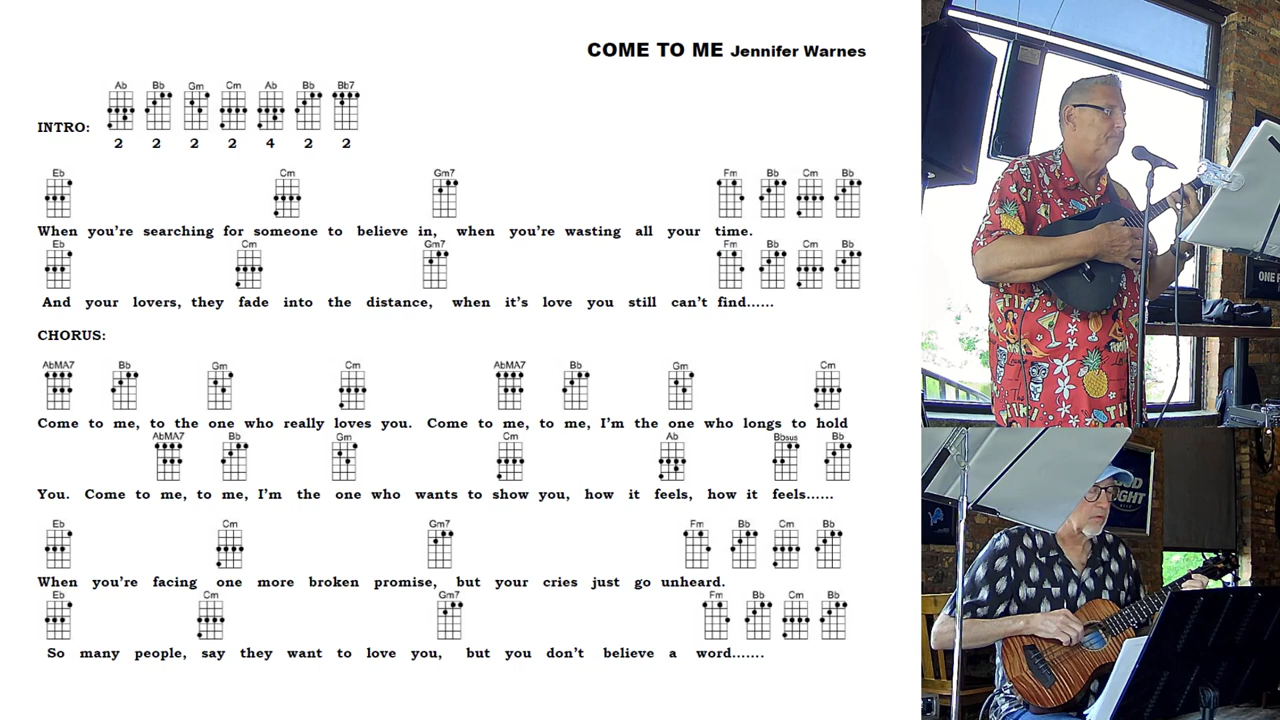 COME TO ME Jennifer Warnes
Ab Bb Gm Cm Ab Bb Bb7
INTRO:
2 2 2 2 4 2 2
Eb Cm Gm7 Fm Bb Cm Bb
When you're searching for someone to believe in, when you're wasting all your time.
Eb Cm Gm7 Fm Bb Cm Bb
And your lovers, they fade into the distance, when it's love you still can't find......
CHORUS:
AbMA7 Bb Gm Cm AbMA7 Bb Gm Cm
Come to me, to the one who really loves you. Come to me, to me, I'm the one who longs to hold
AbMA7 Bb Gm Cm Ab Bbsus Bb
You. Come to me, to me, I'm the one who wants to show you, how it feels, how it feels......
Eb Cm Gm7 Fm Bb Cm Bb
When you're facing one more broken promise, but your cries just go unheard.
Eb Cm Gm7 Fm Bb Cm Bb
So many people, say they want to love you, but you don't believe a word.......
ONE